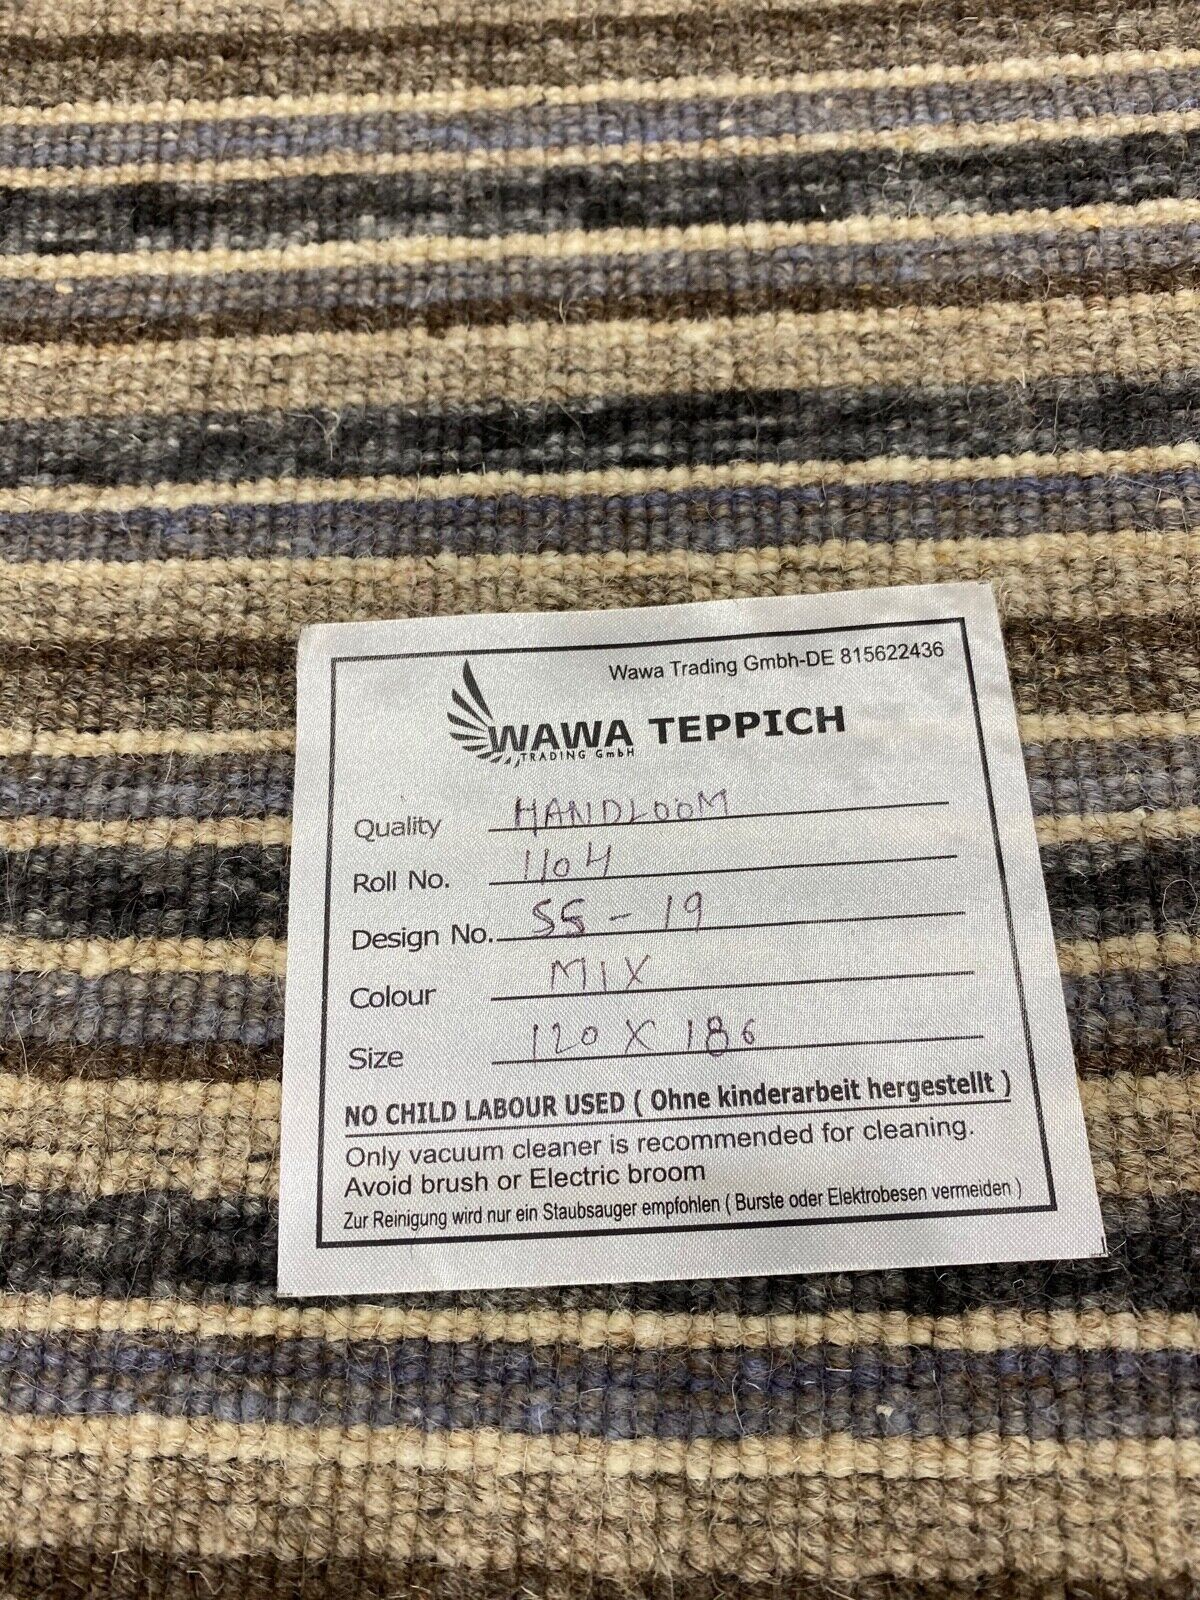 Wawa Trading Gmbh-DE 815622436
WAWA TEPPICH
TRADING GmbH
Quality HANDLOOM
Roll No. 1104
Design No. SS - 19
Colour MIX
Size 120 X 186
NO CHILD LABOUR USED ( Ohne kinderarbeit hergestellt )
Only vacuum cleaner is recommended for cleaning.
Avoid brush or Electric broom
Zur Reinigung wird nur ein Staubsauger empfohlen ( Burste oder Elektrobesen vermeiden )